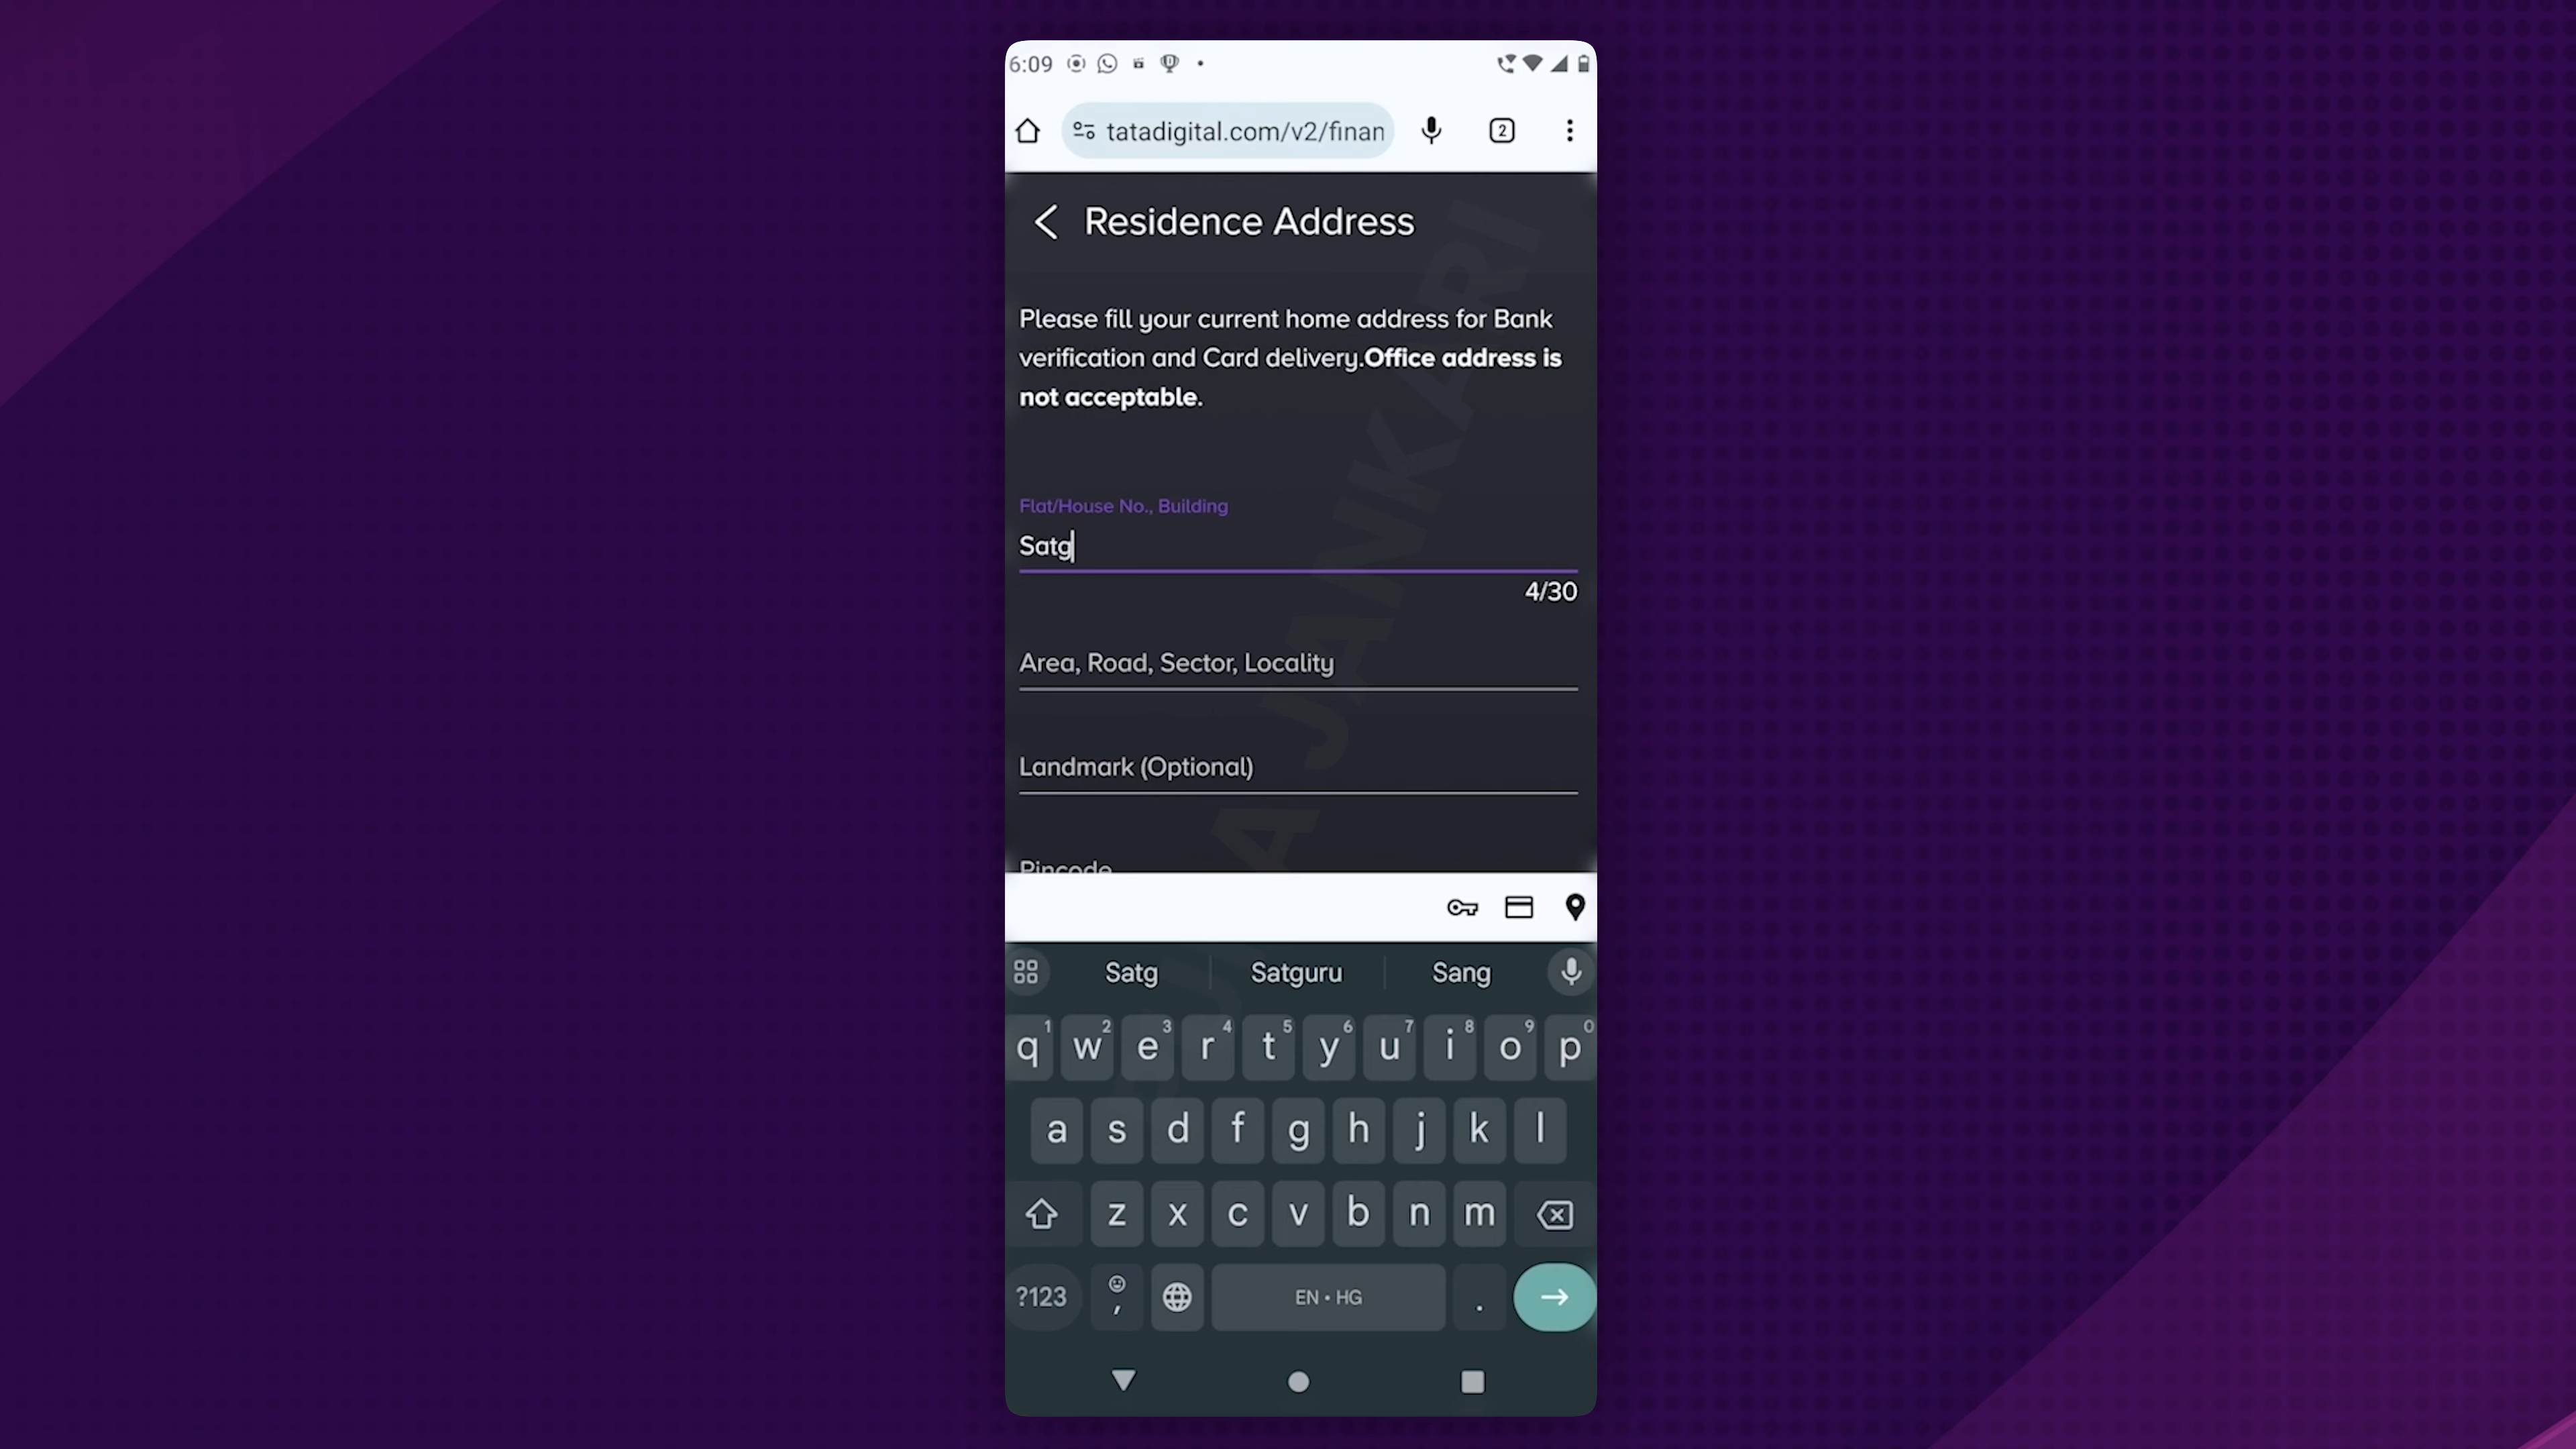 6:09
tatadigital.com/v2/finan
2
Residence Address
Please fill your current home address for Bank
verification and Card delivery.Office address is
not acceptable.
Flat/House No., Building
Satg
4/30
Area, Road, Sector, Locality
Landmark (Optional)
Pincode
A JANKARI
Satg Satguru Sang
q1 w2 e3 r4 t5 y6 u7 i8 o9 p0
a s d f g h j k l
z x c v b n m
?123 , EN • HG .